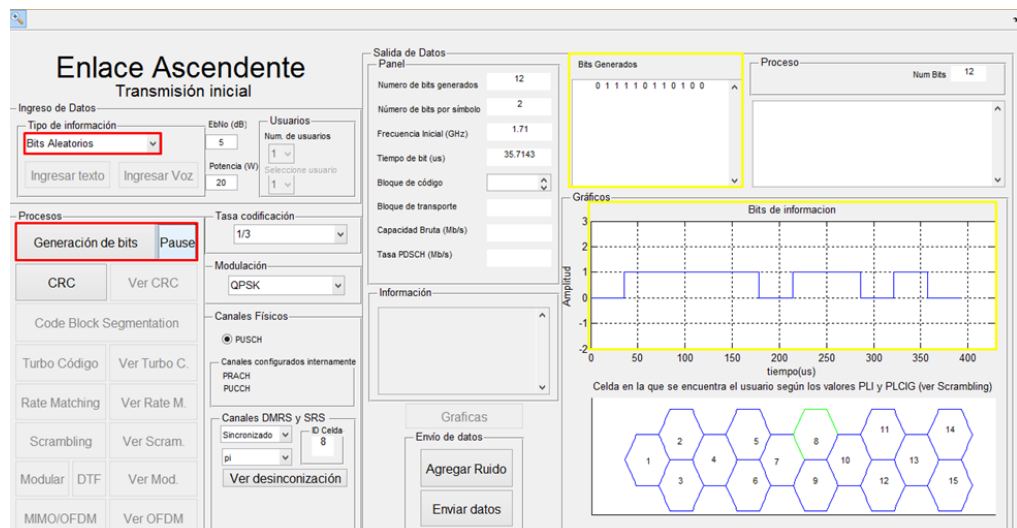 Enlace Ascendente
Transmisión inicial
Ingreso de Datos
Tipo de información
Bits Aleatorios
Ingresar texto Ingresar Voz
EbNo (dB)
5
Potencia (W)
20
Usuarios
Num. de usuarios
1
Seleccione usuario
1
Procesos
Generación de bits Pause
CRC Ver CRC
Code Block Segmentation
Turbo Código Ver Turbo C.
Rate Matching Ver Rate M.
Scrambling Ver Scram.
Modular DTF Ver Mod.
MIMO/OFDM Ver OFDM
Tasa codificación
1/3
Modulación
QPSK
Canales Físicos
PUSCH
Canales configurados internamente
PRACH
PUCCH
Canales DMRS y SRS
Sincronizado
ID Celda
8
pi
Ver desinconización
Salida de Datos
Panel
Numero de bits generados 12
Número de bits por símbolo 2
Frecuencia Inicial (GHz) 1.71
Tiempo de bit (us) 35.7143
Bloque de código
Bloque de transporte
Capacidad Bruta (Mb/s)
Tasa PDSCH (Mb/s)
Información
Graficas
Envío de datos
Agregar Ruido
Enviar datos
Bits Generados
0 1 1 1 1 0 1 1 0 1 0 0
Proceso
Num Bits 12
Gráficos
Bits de informacion
Amplitud
3
2
1
0
-1
-2
0 50 100 150 200 250 300 350 400
tiempo(us)
Celda en la que se encuentra el usuario según los valores PLI y PLCIG (ver Scrambling)
1 2 3 4 5 6 7 8 9 10 11 12 13 14 15